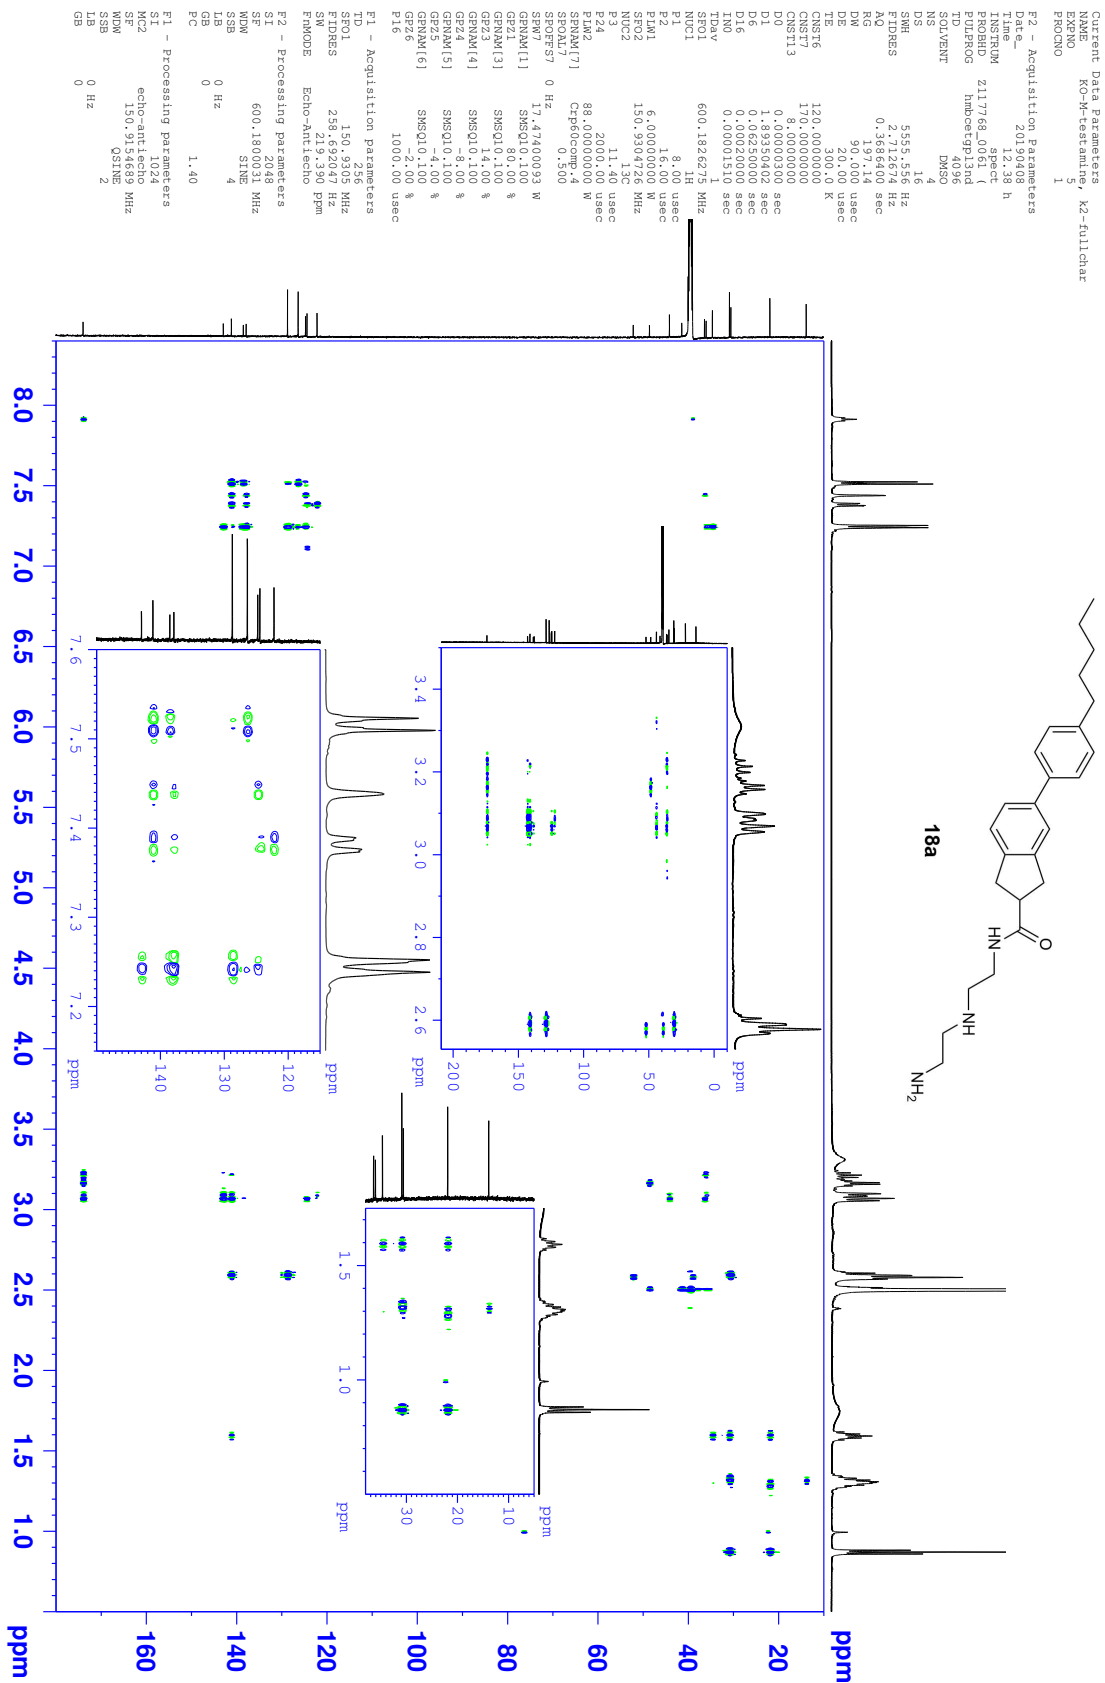 Current Data Parameters
NAME KO-M-testamine, k2-fullchar
EXPNO 5
PROCNO 1
F2 - Acquisition Parameters
Date_ 20190408
Time 12.38 h
INSTRUM spect
PROBHD Z117768_0061 (
PULPROG hmbcetgpl3nd
TD 4096
SOLVENT DMSO
NS 4
DS 16
SWH 5555.556 Hz
FIDRES 2.712674 Hz
AQ 0.3686400 sec
RG 197.14
DW 90.000 usec
DE 20.00 usec
TE 300.0 K
CNST6 120.0000000
CNST7 170.0000000
CNST13 8.0000000
D0 0.00000300 sec
D1 1.89350402 sec
D6 0.06250000 sec
D16 0.00020000 sec
IN0 0.00001510 sec
TDav 1
SFO1 600.1826275 MHz
NUC1 1H
P1 8.00 usec
P2 16.00 usec
PLW1 6.00000000 W
SFO2 150.9304726 MHz
NUC2 13C
P3 11.40 usec
P24 2000.00 usec
PLW2 88.00000000 W
SPNAM[7] Crp60comp.4
SPOAL7 0.500
SPOFFS7 0 Hz
SPW7 17.47400093 W
GPNAM[1] SMSQ10.100
GPZ1 80.00 %
GPNAM[3] SMSQ10.100
GPZ3 14.00 %
GPNAM[4] SMSQ10.100
GPZ4 -8.00 %
GPNAM[5] SMSQ10.100
GPZ5 -4.00 %
GPNAM[6] SMSQ10.100
GPZ6 -2.00 %
P16 1000.00 usec
F1 - Acquisition parameters
TD 256
SFO1 150.9305 MHz
FIDRES 258.692047 Hz
SW 219.390 ppm
FnMODE Echo-Antiecho
F2 - Processing parameters
SI 2048
SF 600.1800031 MHz
WDW SINE
SSB 4
LB 0 Hz
GB 0
PC 1.40
F1 - Processing parameters
SI 1024
MC2 echo-antiecho
SF 150.9154689 MHz
WDW QSINE
SSB 2
LB 0 Hz
GB 0
18a
O
HN
NH
NH2
8.0 7.5 7.0 6.5 6.0 5.5 5.0 4.5 4.0 3.5 3.0 2.5 2.0 1.5 1.0 ppm
ppm
20
40
60
80
100
120
140
160
3.4 3.2 3.0 2.8 2.6 ppm
ppm
0
50
100
150
200
7.6 7.5 7.4 7.3 7.2 ppm
ppm
120
130
140
1.5 1.0 ppm
ppm
10
20
30